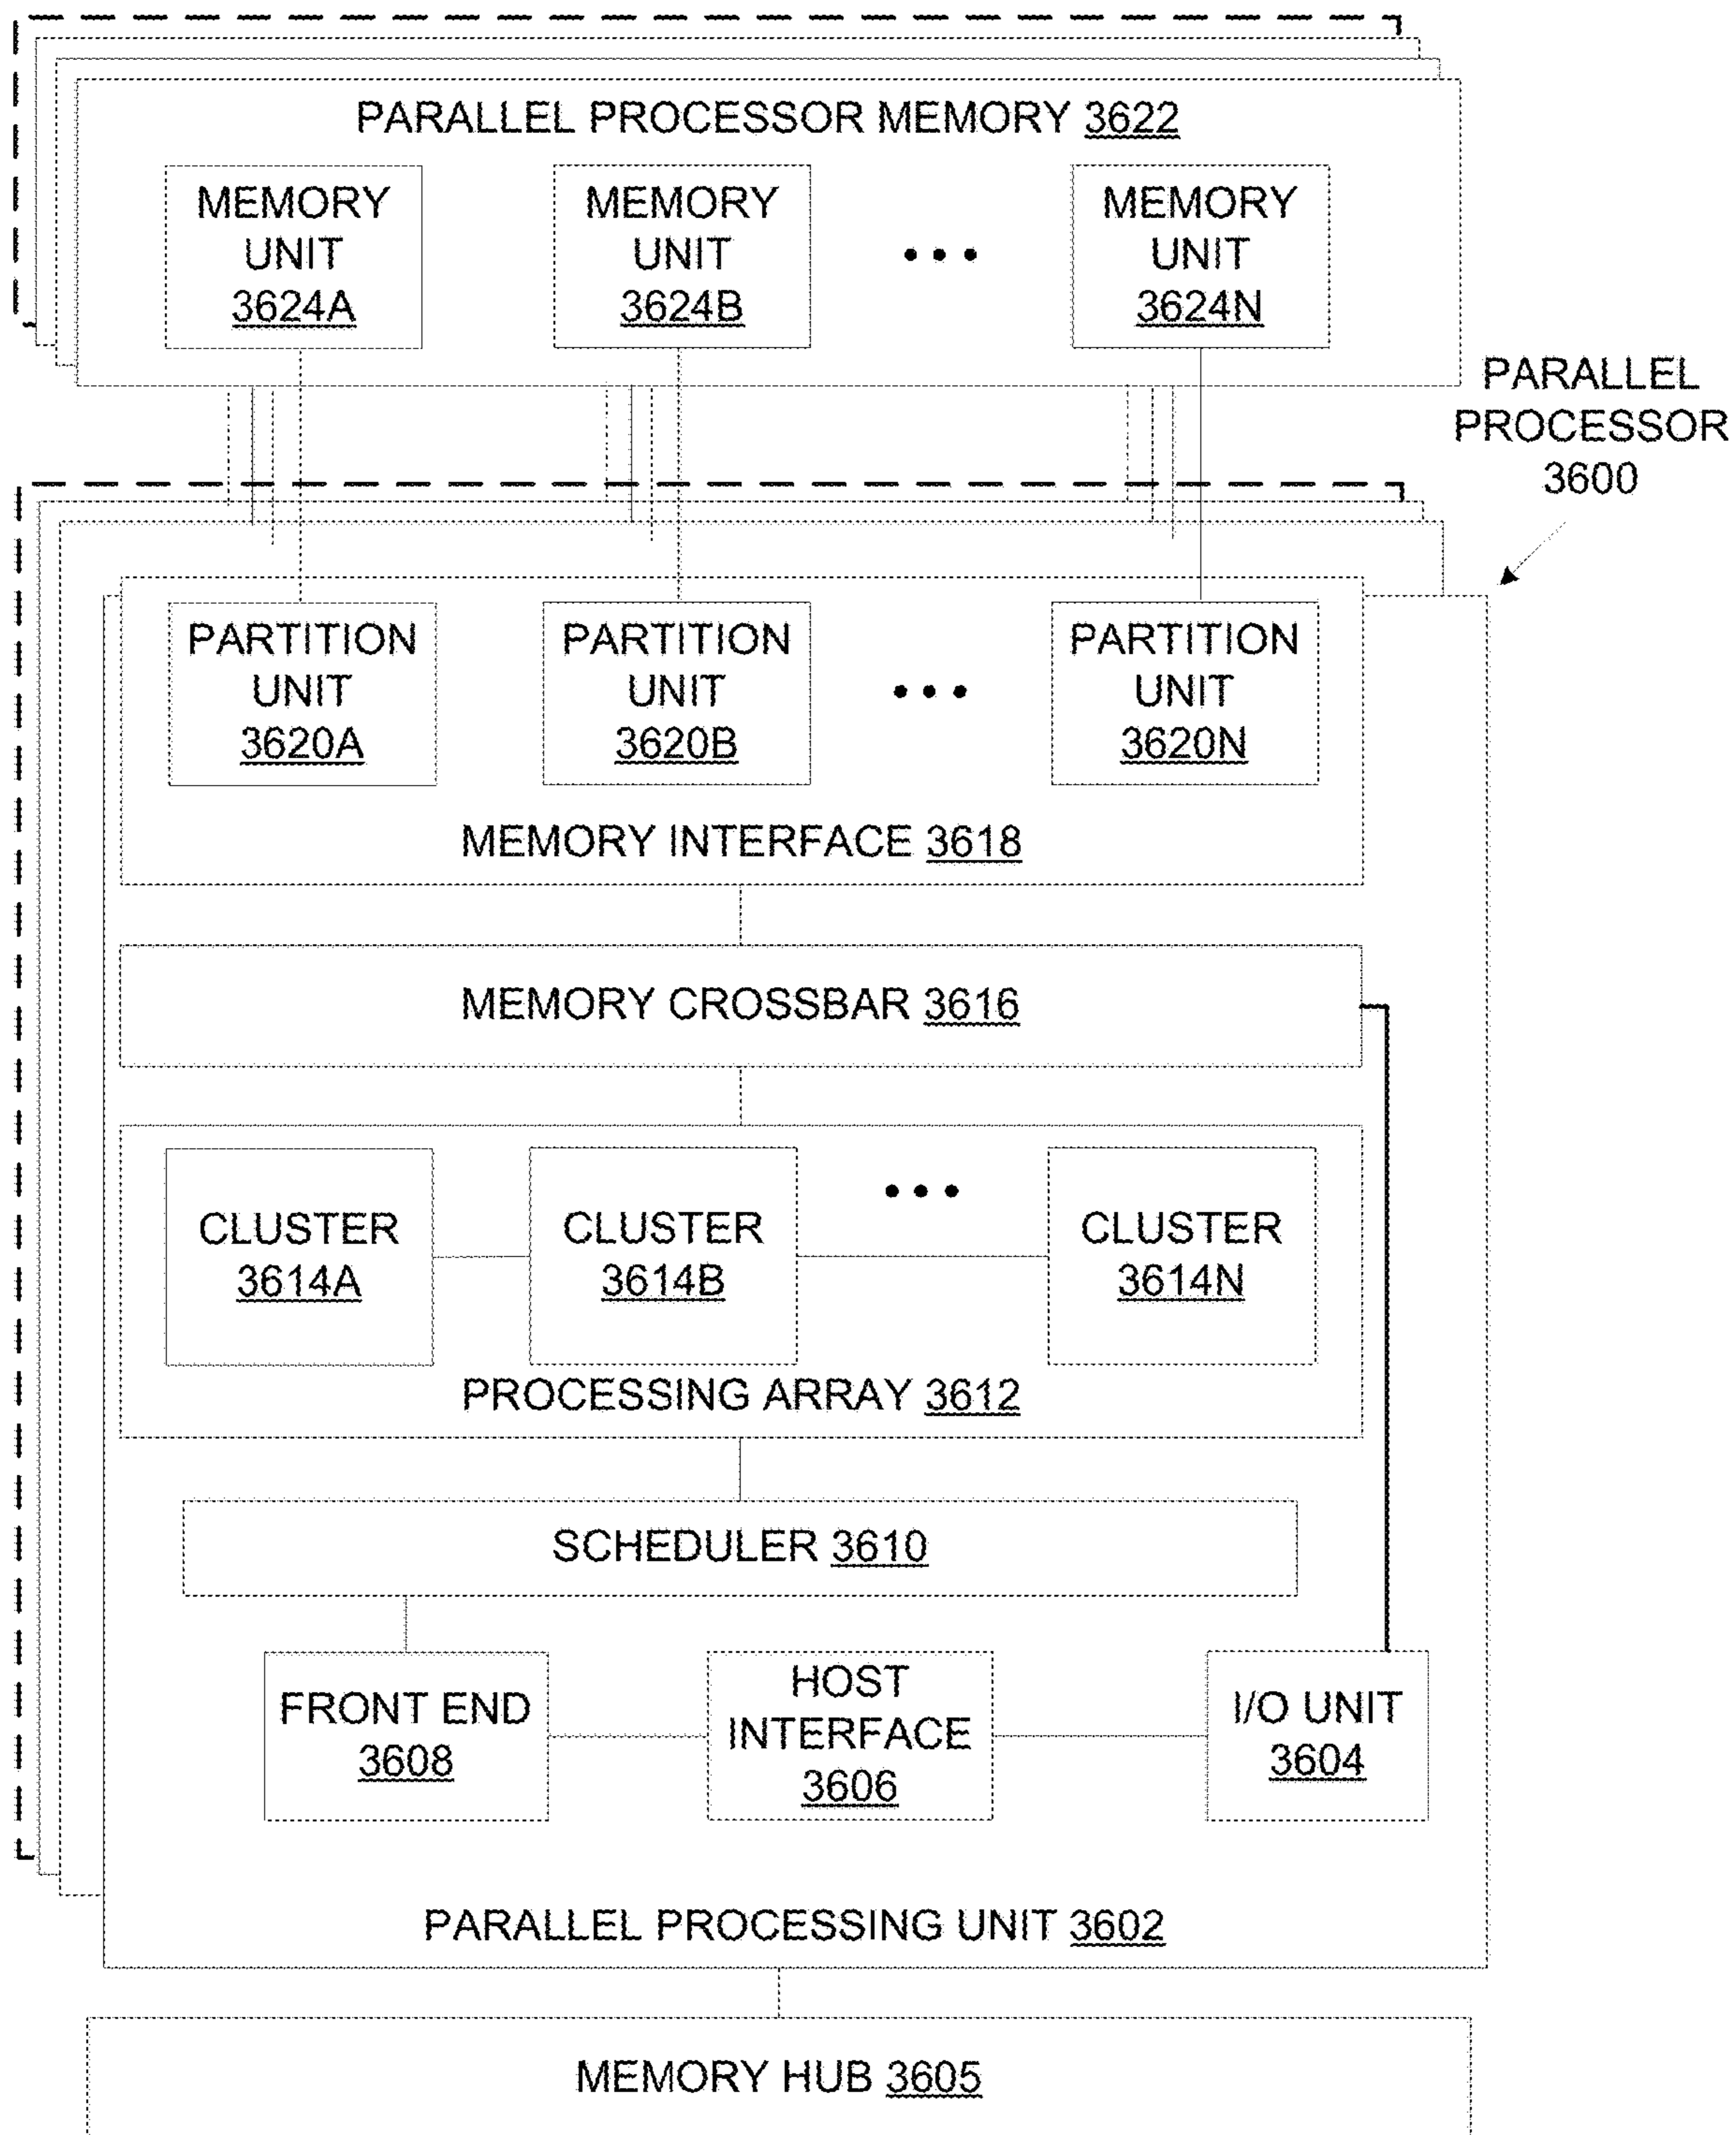 PARALLEL PROCESSOR MEMORY 3622
MEMORY
UNIT
3624A
MEMORY
UNIT
3624B
MEMORY
UNIT
3624N
PARALLEL
PROCESSOR
3600
PARTITION
UNIT
3620A
PARTITION
UNIT
3620B
PARTITION
UNIT
3620N
MEMORY INTERFACE 3618
MEMORY CROSSBAR 3616
CLUSTER
3614A
CLUSTER
3614B
CLUSTER
3614N
PROCESSING ARRAY 3612
SCHEDULER 3610
FRONT END
3608
HOST
INTERFACE
3606
I/O UNIT
3604
PARALLEL PROCESSING UNIT 3602
MEMORY HUB 3605